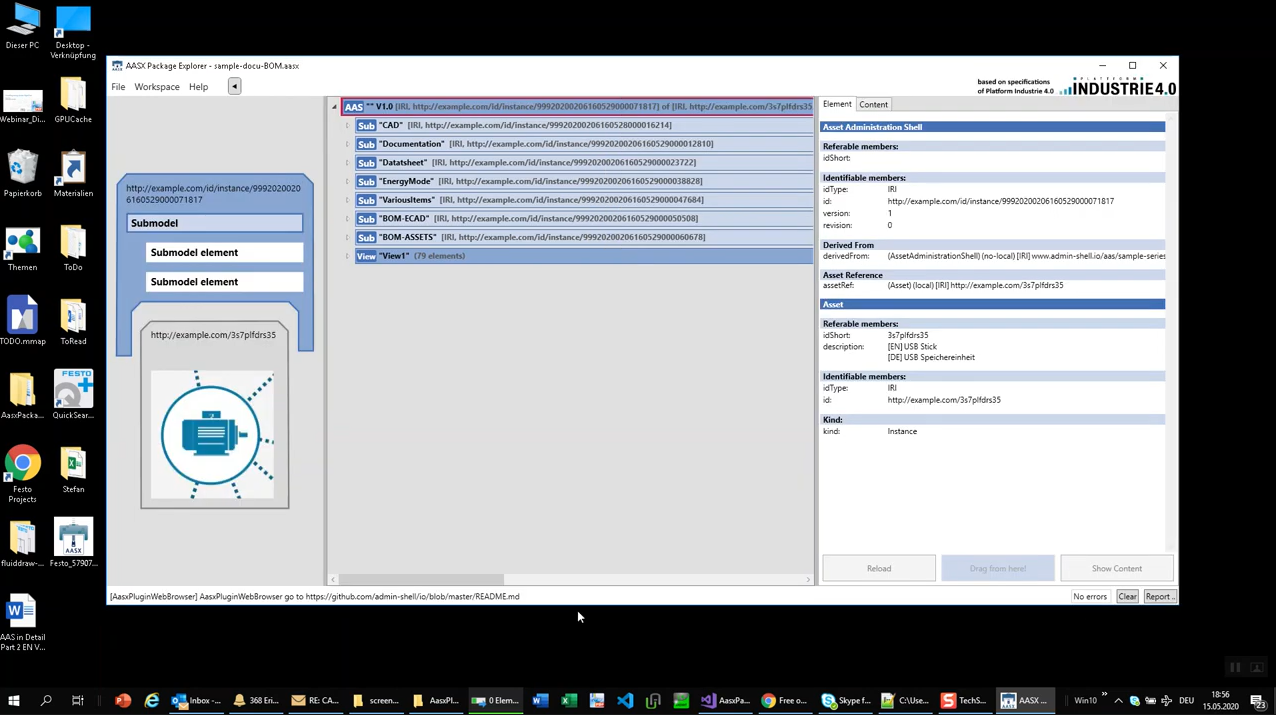 Dieser PC
Desktop -
Verknüpfung
Webinar_Di...
GPUCache
Papierkorb
Materialien
Themen
ToDo
TODO.mmap
ToRead
AasxPacka...
FESTO
QuickSear...
Festo
Projects
Stefan
fluiddraw-...
AASX
Festo_57907...
AAS in Detail
Part 2 EN V...
AASX Package Explorer - sample-docu-BOM.aasx
File Workspace Help
based on specifications
of Platform Industrie 4.0
PLATTFORM
INDUSTRIE4.0
http://example.com/id/instance/9992020020
6160529000071817
Submodel
Submodel element
Submodel element
http://example.com/3s7plfdrs35
AAS "" V1.0 [IRI, http://example.com/id/instance/99920200206160529000071817] of [IRI, http://example.com/3s7plfdrs35,
Sub "CAD" [IRI, http://example.com/id/instance/99920200206160528000016214]
Sub "Documentation" [IRI, http://example.com/id/instance/99920200206160529000012810]
Sub "Datatsheet" [IRI, http://example.com/id/instance/99920200206160529000023722]
Sub "EnergyMode" [IRI, http://example.com/id/instance/99920200206160529000038828]
Sub "VariousItems" [IRI, http://example.com/id/instance/99920200206160529000047684]
Sub "BOM-ECAD" [IRI, http://example.com/id/instance/99920200206160529000050508]
Sub "BOM-ASSETS" [IRI, http://example.com/id/instance/99920200206160529000060678]
View "View1" (79 elements)
Element Content
Asset Administration Shell
Referable members:
idShort:
Identifiable members:
idType: IRI
id: http://example.com/id/instance/99920200206160529000071817
version: 1
revision: 0
Derived From
derivedFrom: (AssetAdministrationShell) (no-local) [IRI] www.admin-shell.io/aas/sample-series
Asset Reference
assetRef: (Asset) (local) [IRI] http://example.com/3s7plfdrs35
Asset
Referable members:
idShort: 3s7plfdrs35
description: [EN] USB Stick
[DE] USB Speichereinheit
Identifiable members:
idType: IRI
id: http://example.com/3s7plfdrs35
Kind:
kind: Instance
Reload Drag from here! Show Content
[AasxPluginWebBrowser] AasxPluginWebBrowser go to https://github.com/admin-shell/io/blob/master/README.md
No errors Clear Report ..
Inbox -... 368 Eri... RE: CA... screen... AasxPl... 0 Elem... AasxPa... Free o... Skype f... C:\Use... TechS... AASX ... Win10 DEU
18:56
15.05.2020
23